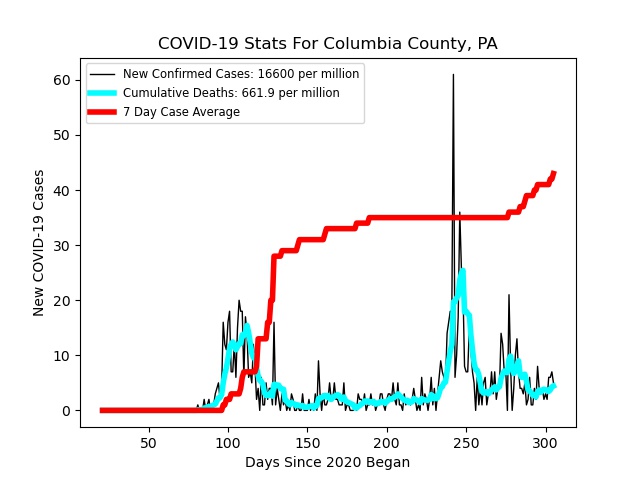 COVID-19 Stats For Columbia County, PA
New Confirmed Cases: 16600 per million
Cumulative Deaths: 661.9 per million
7 Day Case Average
New COVID-19 Cases
60
50
40
30
20
10
0
50 100 150 200 250 300
Days Since 2020 Began